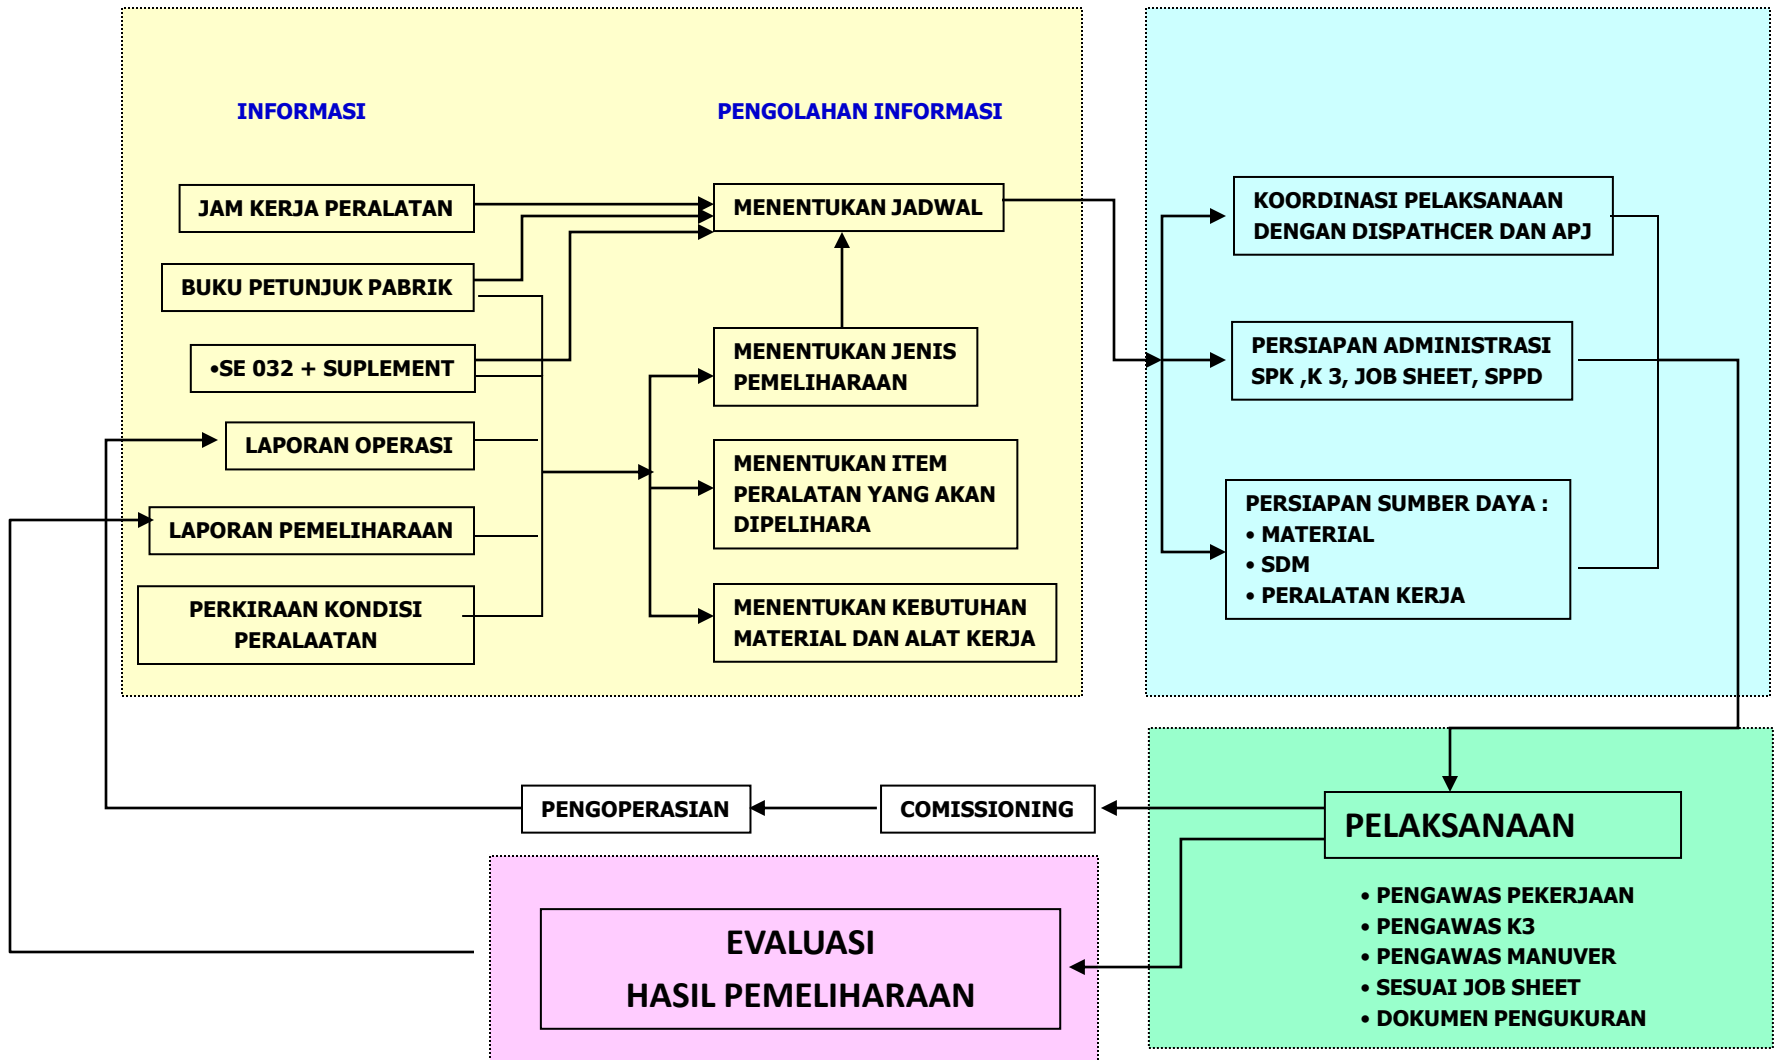 INFORMASI
PENGOLAHAN INFORMASI
JAM KERJA PERALATAN
BUKU PETUNJUK PABRIK
•SE 032 + SUPLEMENT
LAPORAN OPERASI
LAPORAN PEMELIHARAAN
PERKIRAAN KONDISI
PERALAATAN
MENENTUKAN JADWAL
MENENTUKAN JENIS
PEMELIHARAAN
MENENTUKAN ITEM
PERALATAN YANG AKAN
DIPELIHARA
MENENTUKAN KEBUTUHAN
MATERIAL DAN ALAT KERJA
KOORDINASI PELAKSANAAN
DENGAN DISPATHCER DAN APJ
PERSIAPAN ADMINISTRASI
SPK ,K 3, JOB SHEET, SPPD
PERSIAPAN SUMBER DAYA :
• MATERIAL
• SDM
• PERALATAN KERJA
PENGOPERASIAN
COMISSIONING
PELAKSANAAN
• PENGAWAS PEKERJAAN
• PENGAWAS K3
• PENGAWAS MANUVER
• SESUAI JOB SHEET
• DOKUMEN PENGUKURAN
EVALUASI
HASIL PEMELIHARAAN